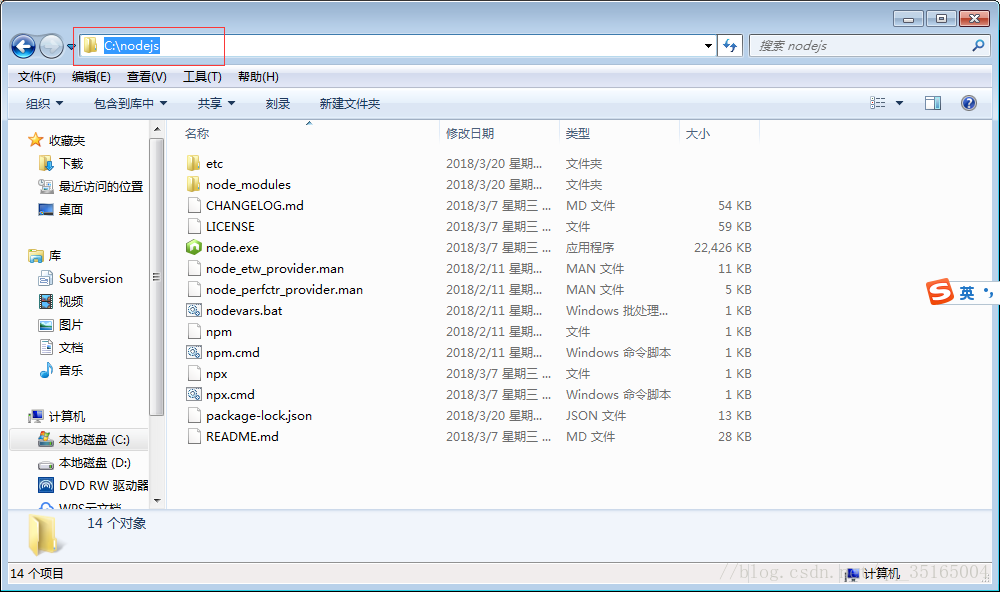 C:\nodejs
搜索 nodejs
文件(F) 编辑(E) 查看(V) 工具(T) 帮助(H)
组织 包含到库中 共享 刻录 新建文件夹
收藏夹
下载
最近访问的位置
桌面
库
Subversion
视频
图片
文档
音乐
计算机
本地磁盘 (C:)
本地磁盘 (D:)
DVD RW 驱动器
WPS云文档
名称 修改日期 类型 大小
etc 2018/3/20 星期... 文件夹
node_modules 2018/3/20 星期... 文件夹
CHANGELOG.md 2018/3/7 星期三 ... MD 文件 54 KB
LICENSE 2018/3/7 星期三 ... 文件 59 KB
node.exe 2018/3/7 星期三 ... 应用程序 22,426 KB
node_etw_provider.man 2018/2/11 星期... MAN 文件 11 KB
node_perfctr_provider.man 2018/2/11 星期... MAN 文件 5 KB
nodevars.bat 2018/2/11 星期... Windows 批处理... 1 KB
npm 2018/2/11 星期... 文件 1 KB
npm.cmd 2018/2/11 星期... Windows 命令脚本 1 KB
npx 2018/3/7 星期三 ... 文件 1 KB
npx.cmd 2018/3/7 星期三 ... Windows 命令脚本 1 KB
package-lock.json 2018/3/20 星期... JSON 文件 13 KB
README.md 2018/3/7 星期三 ... MD 文件 28 KB
S 英
14 个对象
14 个项目
计算机
//blog.csdn. _35165004